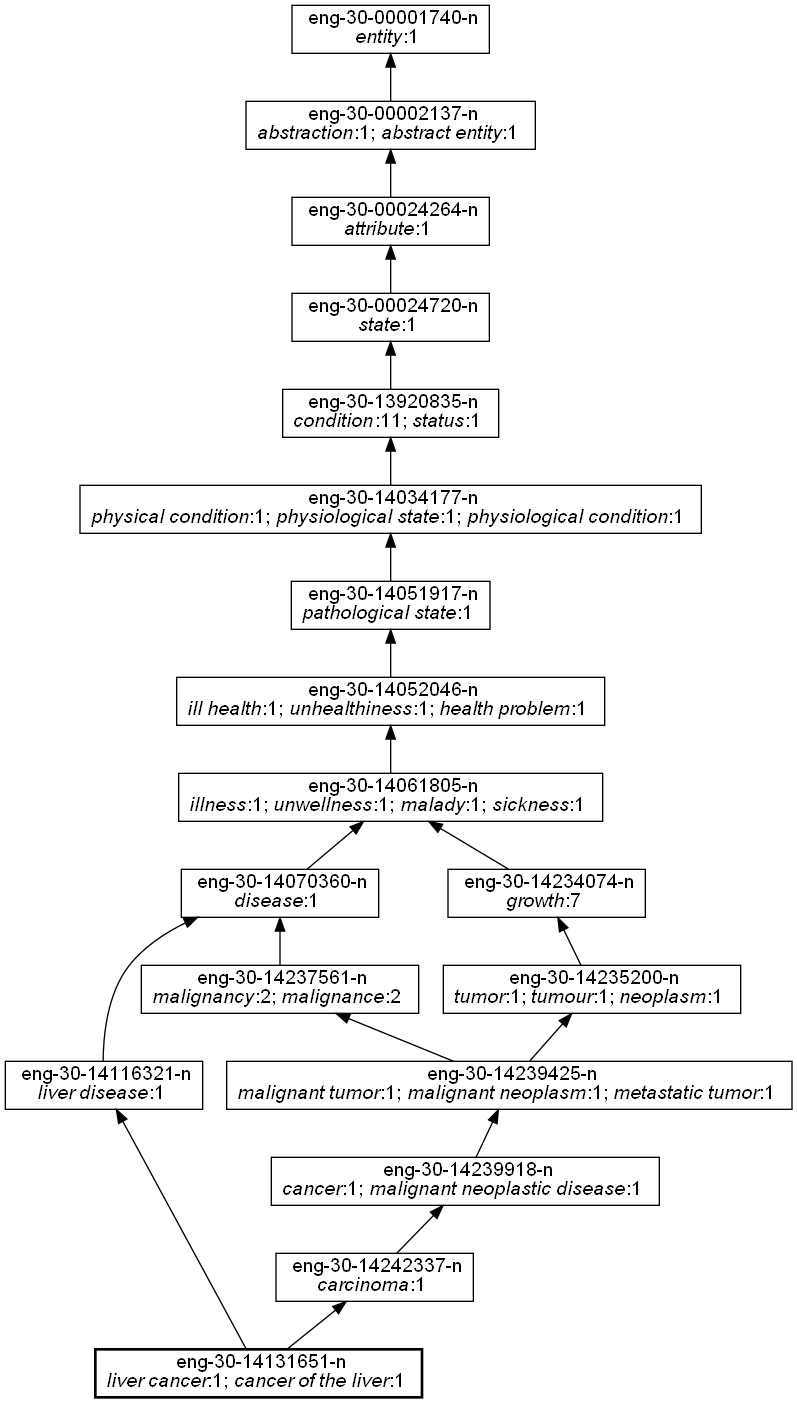 eng-30-00001740-n
entity:1
eng-30-00002137-n
abstraction:1; abstract entity:1
eng-30-00024264-n
attribute:1
eng-30-00024720-n
state:1
eng-30-13920835-n
condition:11; status:1
eng-30-14034177-n
physical condition:1; physiological state:1; physiological condition:1
eng-30-14051917-n
pathological state:1
eng-30-14052046-n
ill health:1; unhealthiness:1; health problem:1
eng-30-14061805-n
illness:1; unwellness:1; malady:1; sickness:1
eng-30-14070360-n
disease:1
eng-30-14234074-n
growth:7
eng-30-14237561-n
malignancy:2; malignance:2
eng-30-14235200-n
tumor:1; tumour:1; neoplasm:1
eng-30-14116321-n
liver disease:1
eng-30-14239425-n
malignant tumor:1; malignant neoplasm:1; metastatic tumor:1
eng-30-14239918-n
cancer:1; malignant neoplastic disease:1
eng-30-14242337-n
carcinoma:1
eng-30-14131651-n
liver cancer:1; cancer of the liver:1